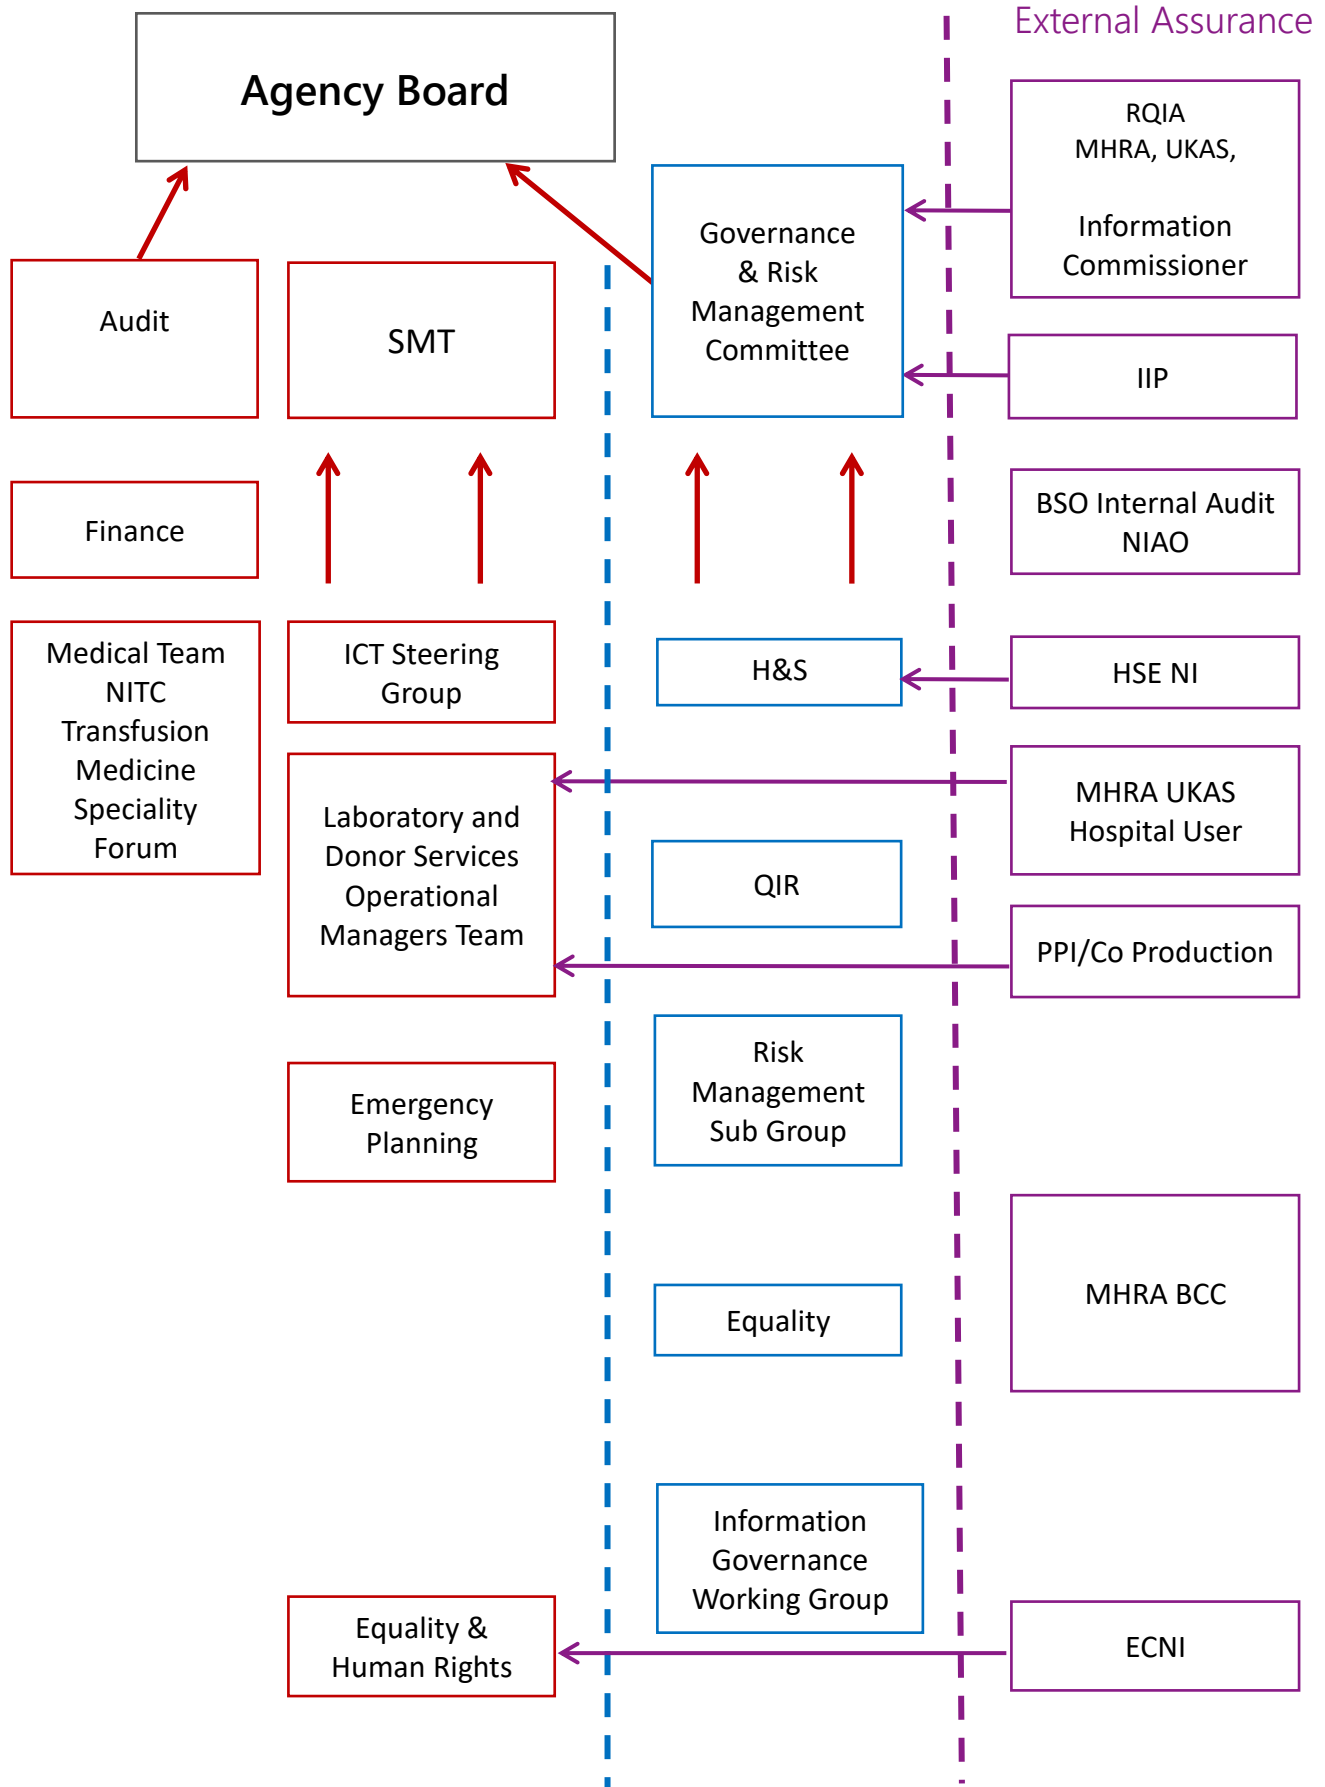 External Assurance
Agency Board
RQIA
MHRA, UKAS,
Information
Commissioner
Governance
& Risk
Management
Committee
Audit
SMT
IIP
Finance
BSO Internal Audit
NIAO
Medical Team
NITC
Transfusion
Medicine
Speciality
Forum
ICT Steering
Group
H&S
HSE NI
Laboratory and
Donor Services
Operational
Managers Team
MHRA UKAS
Hospital User
QIR
PPI/Co Production
Risk
Management
Sub Group
Emergency
Planning
MHRA BCC
Equality
Information
Governance
Working Group
Equality &
Human Rights
ECNI